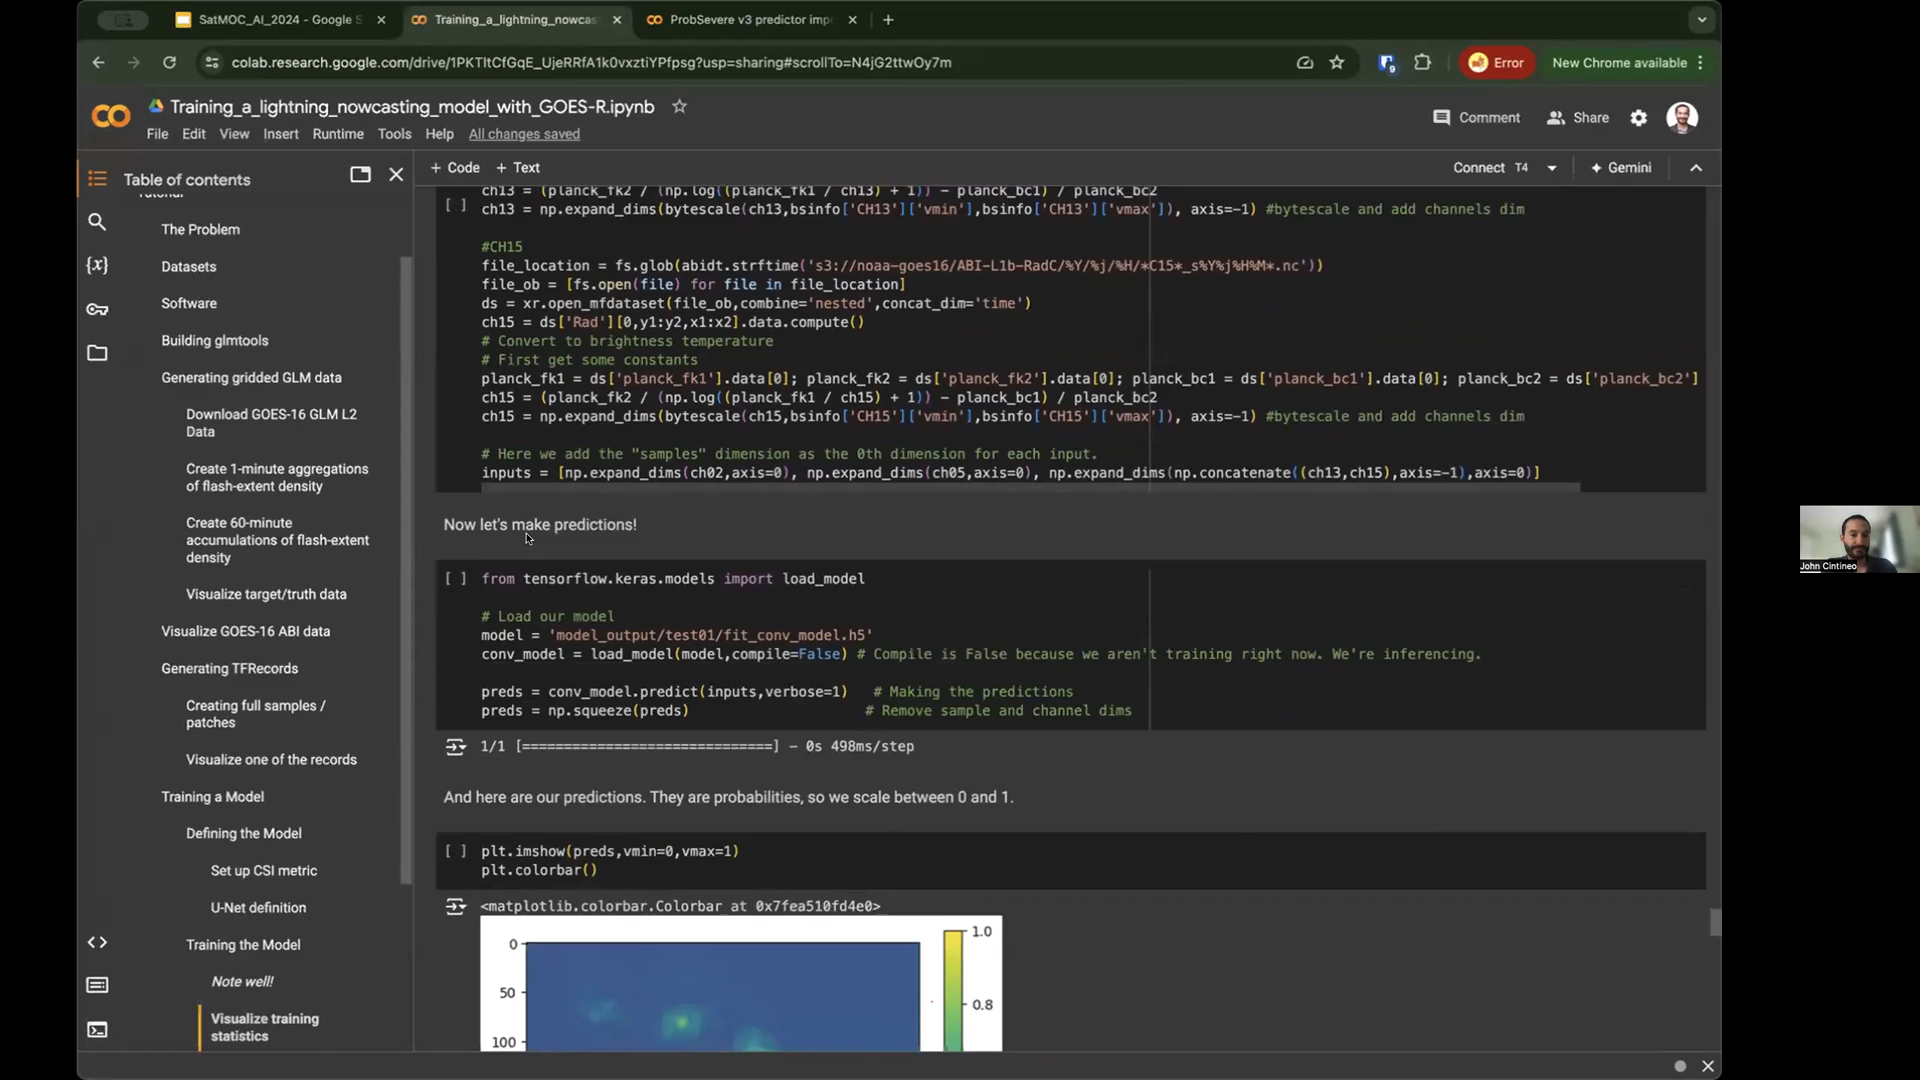 SatMOC_AI_2024 - Google S
Training_a_lightning_nowcas
ProbSevere v3 predictor imp
colab.research.google.com/drive/1PKTItCfGqE_UjeRRfA1k0vxztiYPfpsg?usp=sharing#scrollTo=N4jG2ttwOy7m
9
Error
New Chrome available
Training_a_lightning_nowcasting_model_with_GOES-R.ipynb
File Edit View Insert Runtime Tools Help All changes saved
Comment
Share
Table of contents
+ Code + Text
Connect T4
Gemini
The Problem
Datasets
Software
Building glmtools
Generating gridded GLM data
Download GOES-16 GLM L2
Data
Create 1-minute aggregations
of flash-extent density
Create 60-minute
accumulations of flash-extent
density
Visualize target/truth data
Visualize GOES-16 ABI data
Generating TFRecords
Creating full samples /
patches
Visualize one of the records
Training a Model
Defining the Model
Set up CSI metric
U-Net definition
Training the Model
Note well!
Visualize training
statistics
ch13 = (planck_fk2 / (np.log((planck_fk1 / ch13) + 1)) - planck_bc1) / planck_bc2
[ ] ch13 = np.expand_dims(bytescale(ch13,bsinfo['CH13']['vmin'],bsinfo['CH13']['vmax']), axis=-1) #bytescale and add channels dim
#CH15
file_location = fs.glob(abidt.strftime('s3://noaa-goes16/ABI-L1b-RadC/%Y/%j/%H/*C15*_s%Y%j%H%M*.nc'))
file_ob = [fs.open(file) for file in file_location]
ds = xr.open_mfdataset(file_ob,combine='nested',concat_dim='time')
ch15 = ds['Rad'][0,y1:y2,x1:x2].data.compute()
# Convert to brightness temperature
# First get some constants
planck_fk1 = ds['planck_fk1'].data[0]; planck_fk2 = ds['planck_fk2'].data[0]; planck_bc1 = ds['planck_bc1'].data[0]; planck_bc2 = ds['planck_bc2']
ch15 = (planck_fk2 / (np.log((planck_fk1 / ch15) + 1)) - planck_bc1) / planck_bc2
ch15 = np.expand_dims(bytescale(ch15,bsinfo['CH15']['vmin'],bsinfo['CH15']['vmax']), axis=-1) #bytescale and add channels dim
# Here we add the "samples" dimension as the 0th dimension for each input.
inputs = [np.expand_dims(ch02,axis=0), np.expand_dims(ch05,axis=0), np.expand_dims(np.concatenate((ch13,ch15),axis=-1),axis=0)]
Now let's make predictions!
[ ] from tensorflow.keras.models import load_model
# Load our model
model = 'model_output/test01/fit_conv_model.h5'
conv_model = load_model(model,compile=False) # Compile is False because we aren't training right now. We're inferencing.
preds = conv_model.predict(inputs,verbose=1) # Making the predictions
preds = np.squeeze(preds) # Remove sample and channel dims
1/1 [==============================] - 0s 498ms/step
And here are our predictions. They are probabilities, so we scale between 0 and 1.
[ ] plt.imshow(preds,vmin=0,vmax=1)
plt.colorbar()
<matplotlib.colorbar.Colorbar at 0x7fea510fd4e0>
0
50
100
1.0
0.8
John Cintineo